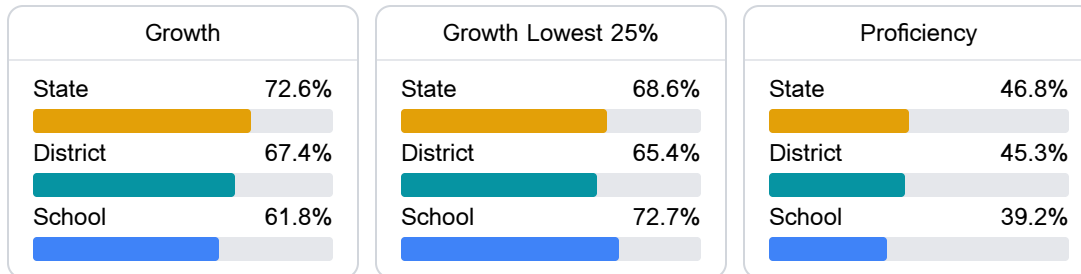 Growth
State 72.6%
District 67.4%
School 61.8%
Growth Lowest 25%
State 68.6%
District 65.4%
School 72.7%
Proficiency
State 46.8%
District 45.3%
School 39.2%